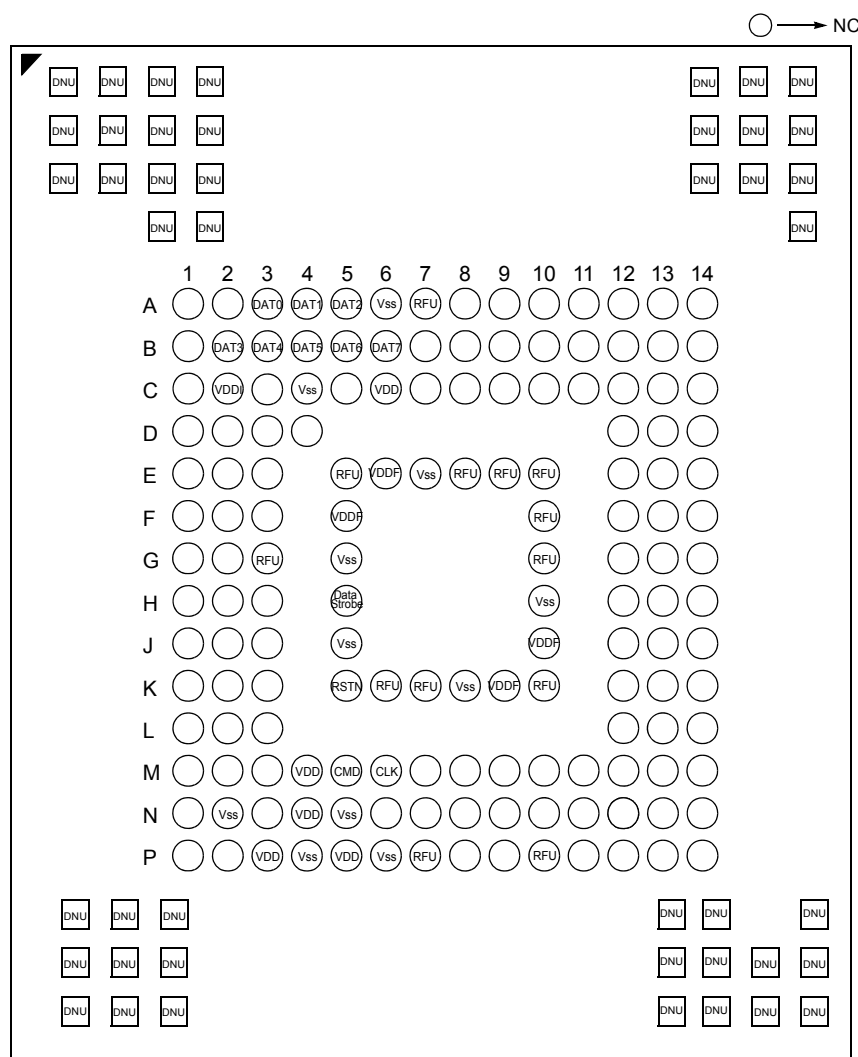 NC
DNU DNU DNU DNU DNU DNU DNU
DNU DNU DNU DNU DNU DNU DNU
DNU DNU DNU DNU DNU DNU DNU
DNU DNU DNU
1 2 3 4 5 6 7 8 9 10 11 12 13 14
A DAT0 DAT1 DAT2 Vss RFU
B DAT3 DAT4 DAT5 DAT6 DAT7
C VDDi Vss VDD
D
E RFU VDDF Vss RFU RFU RFU
F VDDF RFU
G RFU Vss RFU
H Data Strobe Vss
J Vss VDDF
K RSTN RFU RFU Vss VDDF RFU
L
M VDD CMD CLK
N Vss VDD Vss
P VDD Vss VDD Vss RFU RFU
DNU DNU DNU DNU DNU DNU
DNU DNU DNU DNU DNU DNU DNU
DNU DNU DNU DNU DNU DNU DNU